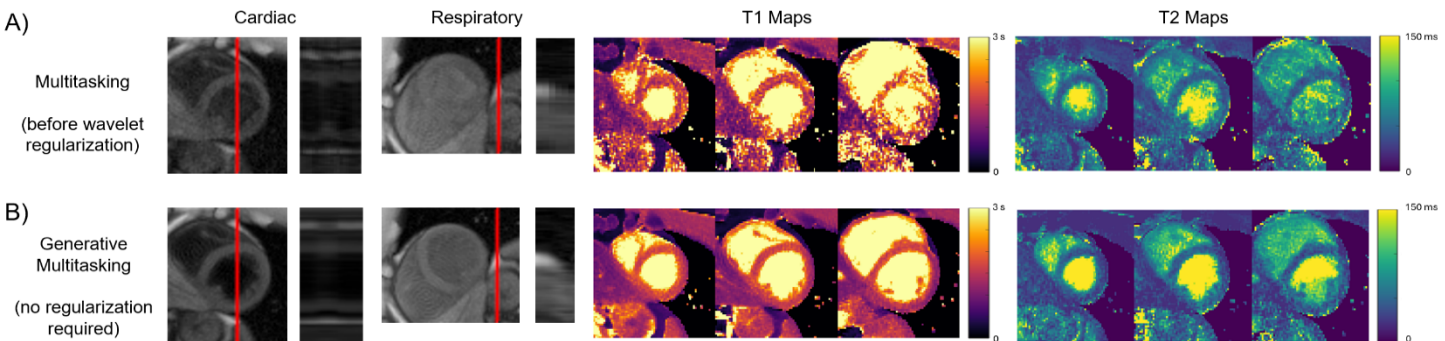 Cardiac
Respiratory
T1 Maps
T2 Maps
A)
Multitasking
(before wavelet
regularization)
3 s
0
150 ms
0
B)
Generative
Multitasking
(no regularization
required)
3 s
0
150 ms
0